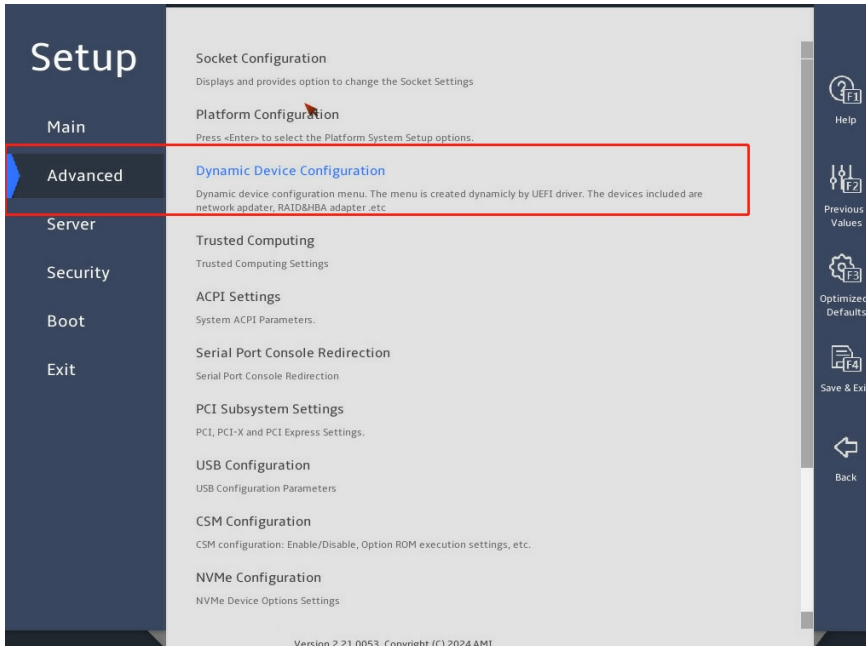 Setup
Main
Advanced
Server
Security
Boot
Exit
Socket Configuration
Displays and provides option to change the Socket Settings
Platform Configuration
Press <Enter> to select the Platform System Setup options.
Dynamic Device Configuration
Dynamic device configuration menu. The menu is created dynamicly by UEFI driver. The devices included are
network apdater, RAID&HBA adapter .etc
Trusted Computing
Trusted Computing Settings
ACPI Settings
System ACPI Parameters.
Serial Port Console Redirection
Serial Port Console Redirection
PCI Subsystem Settings
PCI, PCI-X and PCI Express Settings.
USB Configuration
USB Configuration Parameters
CSM Configuration
CSM configuration: Enable/Disable, Option ROM execution settings, etc.
NVMe Configuration
NVMe Device Options Settings
Version 2.21.0053. Copyright (C) 2024 AMI
F1
Help
F2
Previous
Values
F3
Optimized
Defaults
F4
Save & Exi
Back